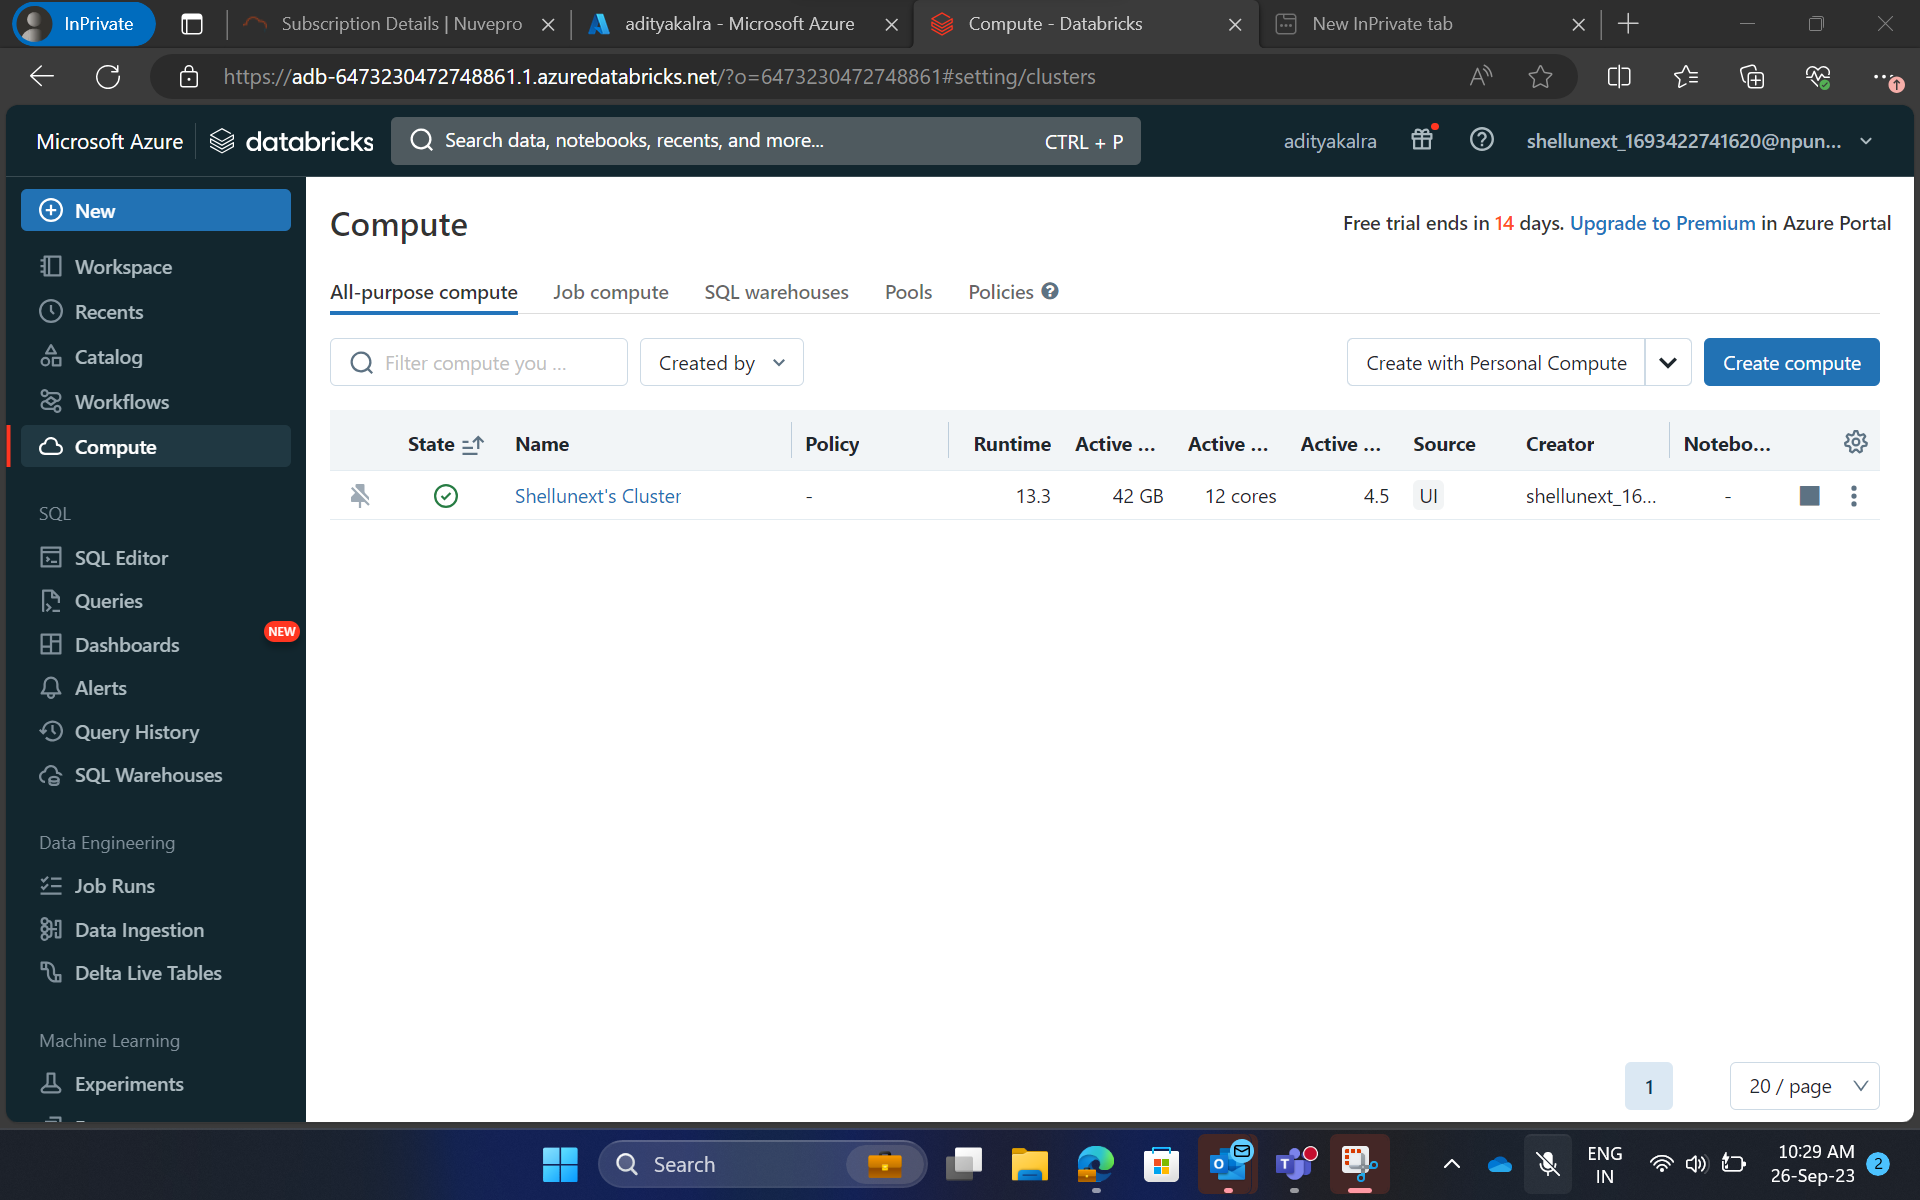 InPrivate
Subscription Details | Nuvepro
adityakalra - Microsoft Azure
Compute - Databricks
New InPrivate tab
https://adb-6473230472748861.1.azuredatabricks.net/?o=6473230472748861#setting/clusters
Microsoft Azure
databricks
Search data, notebooks, recents, and more...
CTRL + P
adityakalra
shellunext_1693422741620@npun...
New
Workspace
Recents
Catalog
Workflows
Compute
SQL
SQL Editor
Queries
Dashboards
NEW
Alerts
Query History
SQL Warehouses
Data Engineering
Job Runs
Data Ingestion
Delta Live Tables
Machine Learning
Experiments
Compute
Free trial ends in 14 days. Upgrade to Premium in Azure Portal
All-purpose compute
Job compute
SQL warehouses
Pools
Policies
Filter compute you ...
Created by
Create with Personal Compute
Create compute
State Name Policy Runtime Active ... Active ... Active ... Source Creator Notebo...
Shellunext's Cluster - 13.3 42 GB 12 cores 4.5 UI shellunext_16... -
1
20 / page
Search
ENG
IN
10:29 AM
26-Sep-23
2